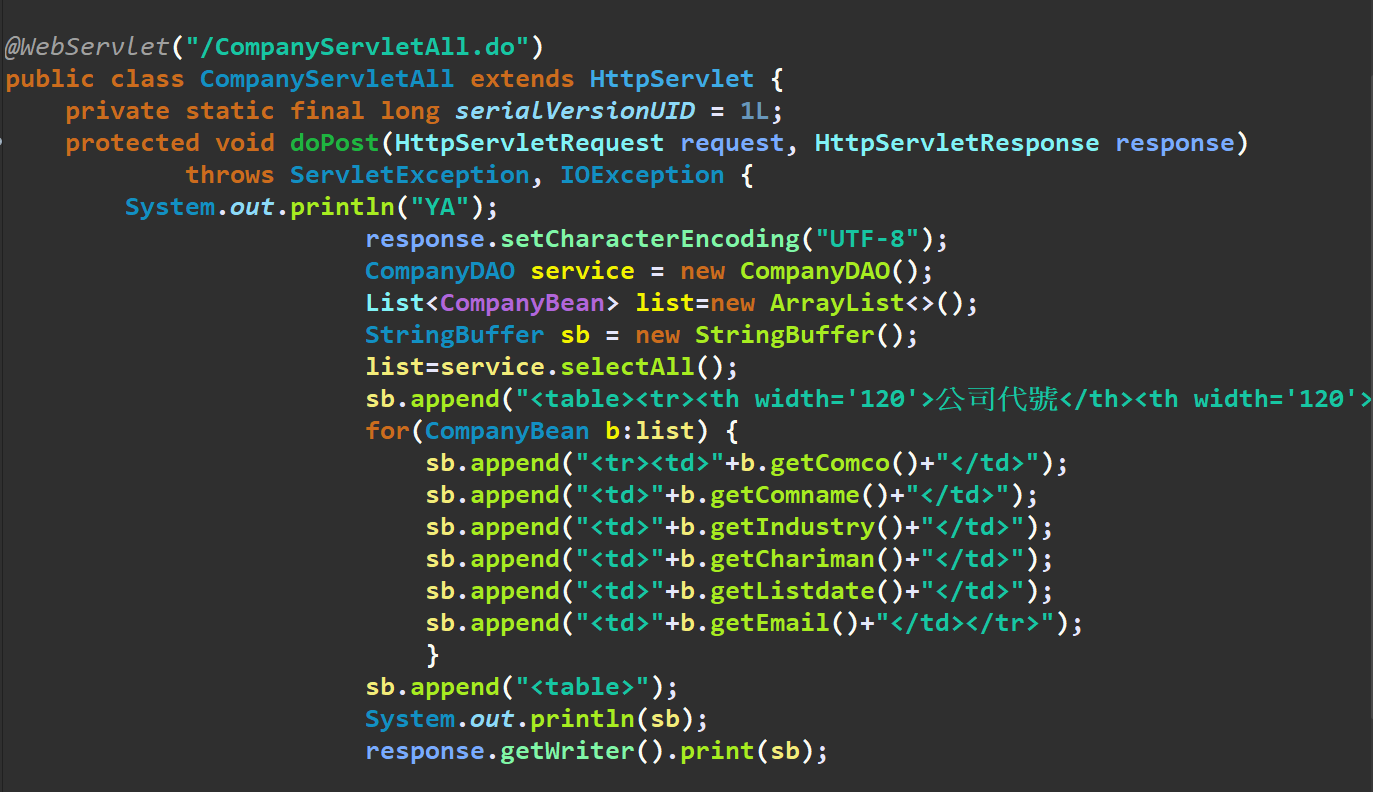 @WebServlet("/CompanyServletAll.do")
public class CompanyServletAll extends HttpServlet {
private static final long serialVersionUID = 1L;
protected void doPost(HttpServletRequest request, HttpServletResponse response)
throws ServletException, IOException {
System.out.println("YA");
response.setCharacterEncoding("UTF-8");
CompanyDAO service = new CompanyDAO();
List<CompanyBean> list=new ArrayList<>();
StringBuffer sb = new StringBuffer();
list=service.selectAll();
sb.append("<table><tr><th width='120'>公司代號</th><th width='120'>
for(CompanyBean b:list) {
sb.append("<tr><td>"+b.getComco()+"</td>");
sb.append("<td>"+b.getComname()+"</td>");
sb.append("<td>"+b.getIndustry()+"</td>");
sb.append("<td>"+b.getChariman()+"</td>");
sb.append("<td>"+b.getListdate()+"</td>");
sb.append("<td>"+b.getEmail()+"</td></tr>");
}
sb.append("<table>");
System.out.println(sb);
response.getWriter().print(sb);